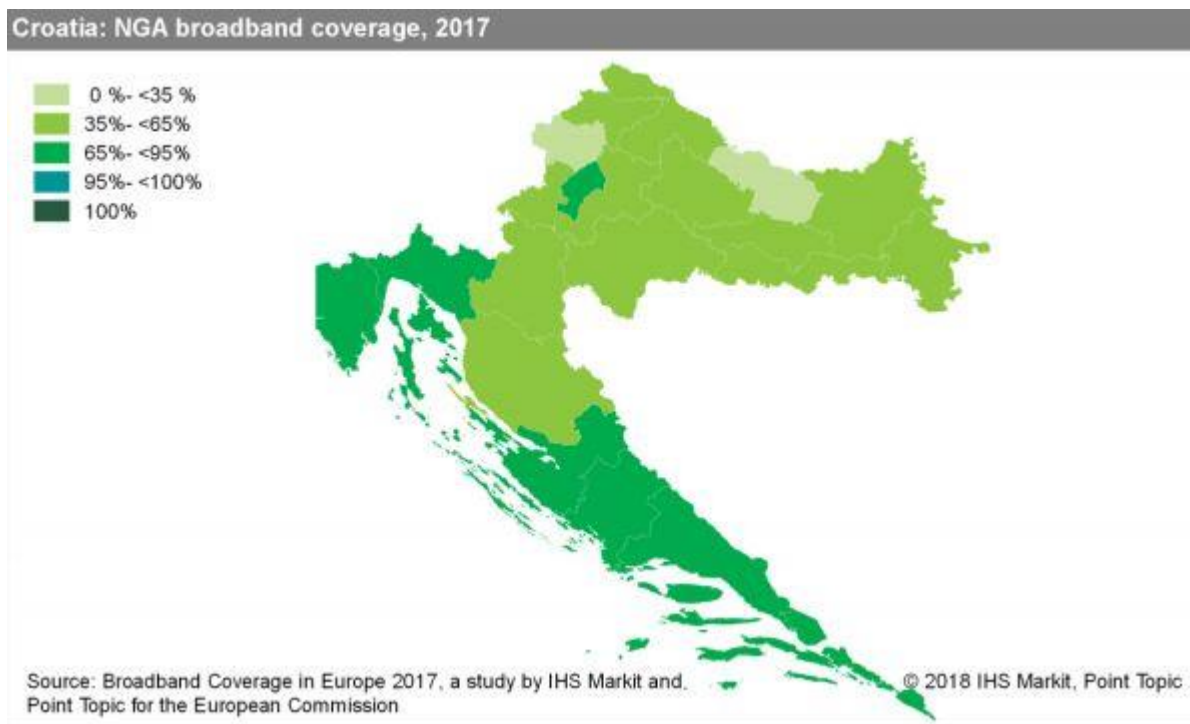 Croatia: NGA broadband coverage, 2017
0 %- <35 %
35%- <65%
65%- <95%
95%- <100%
100%
Source: Broadband Coverage in Europe 2017, a study by IHS Markit and
Point Topic for the European Commission
© 2018 IHS Markit, Point Topic